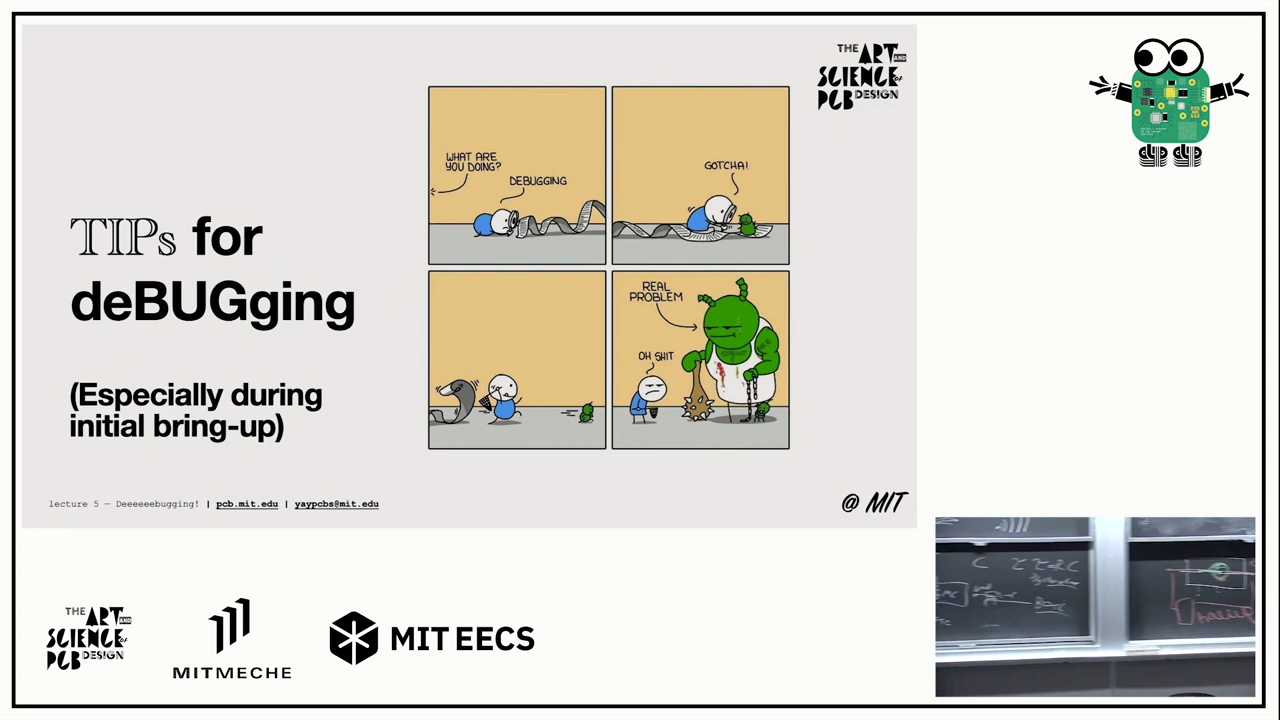 THE ART AND
SCIENCE OF
PCB DESIGN
WHAT ARE
YOU DOING?
DEBUGGING
GOTCHA!
TIPs for
deBUGging
REAL
PROBLEM
OH SHIT
(Especially during
initial bring-up)
lecture 5 — Deeeeeebugging! | pcb.mit.edu | yaypcbs@mit.edu
@ MIT
THE ART AND
SCIENCE OF
PCB DESIGN
MITMECHE
MIT EECS